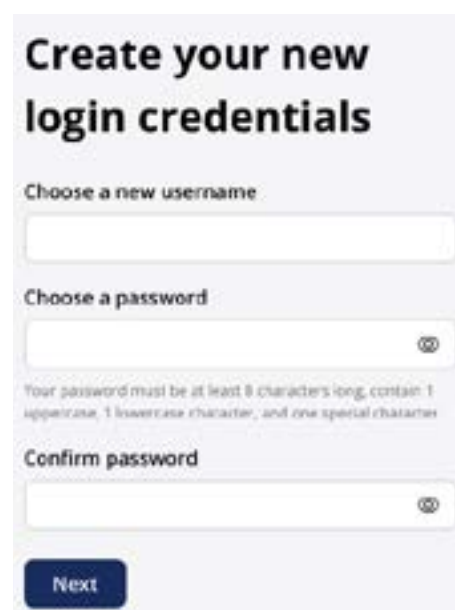 Create your new
login credentials
Choose a new username
Choose a password
Your password must be at least 8 characters long, contain 1
uppercase, 1 lowercase character, and one special character
Confirm password
Next